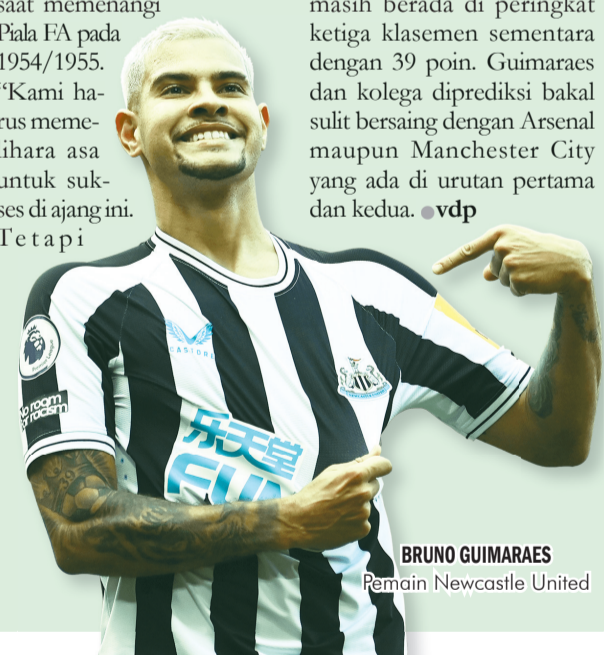 saat memenangi
Piala FA pada
1954/1955.
“Kami ha-
rus meme-
lihara asa
untuk suk-
ses di ajang ini.
Tetapi
masih berada di peringkat
ketiga klasemen sementara
dengan 39 poin. Guimaraes
dan kolega diprediksi bakal
sulit bersaing dengan Arsenal
maupun Manchester City
yang ada di urutan pertama
dan kedua. ●vdp
CASTORE
Premier League
No room
for racism
乐天堂
FUN
BRUNO GUIMARAES
Pemain Newcastle United